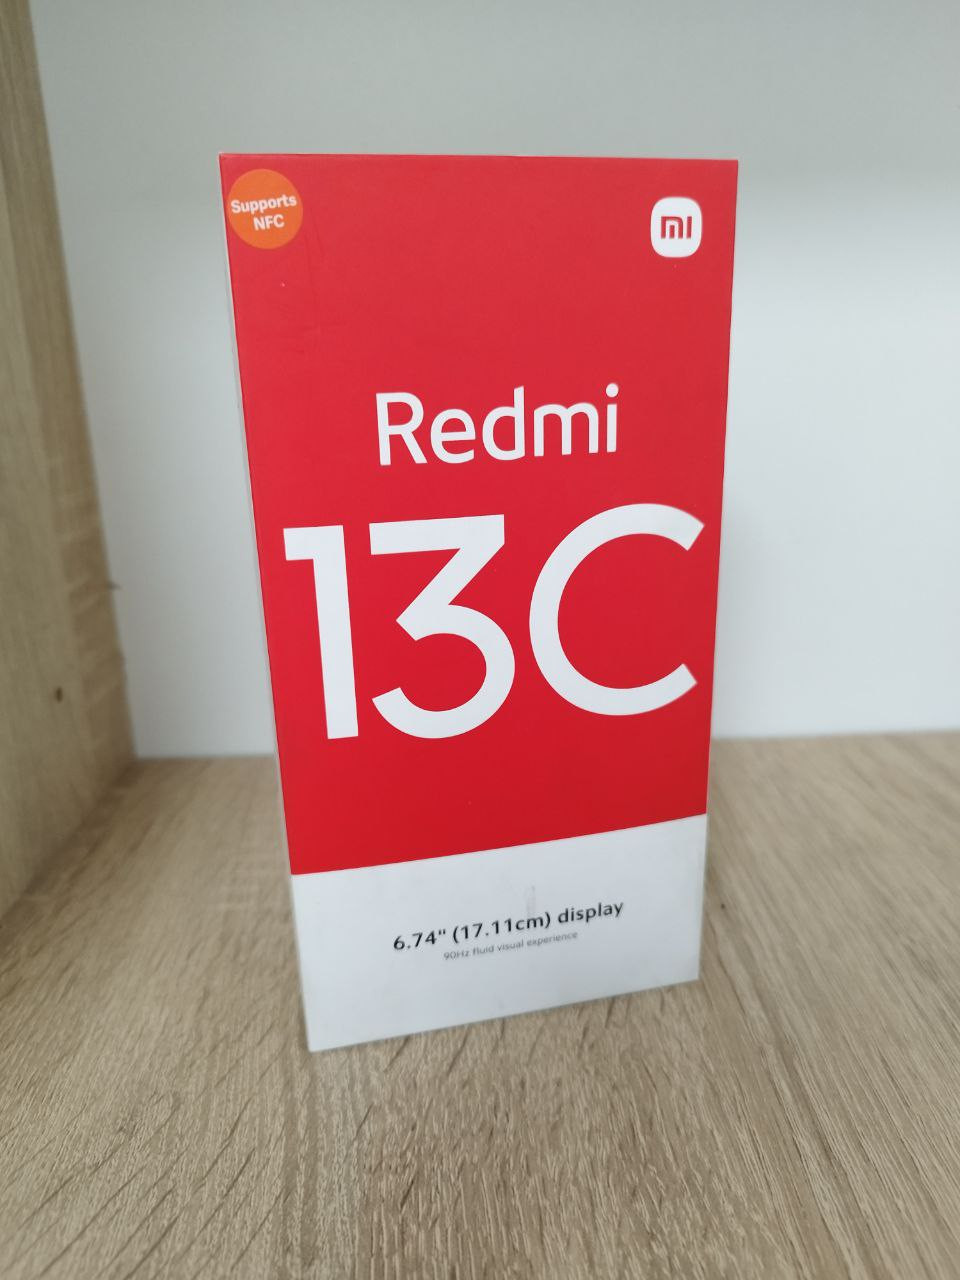 Supports
NFC
mi
Redmi
13C
6.74" (17.11cm) display
90Hz fluid visual experience